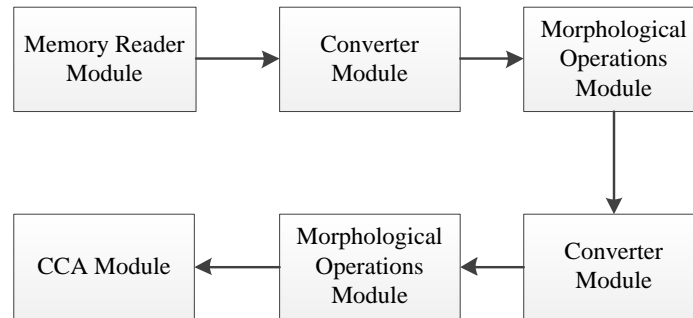 Memory Reader
Module
Converter
Module
Morphological
Operations
Module
Converter
Module
Morphological
Operations
Module
CCA Module